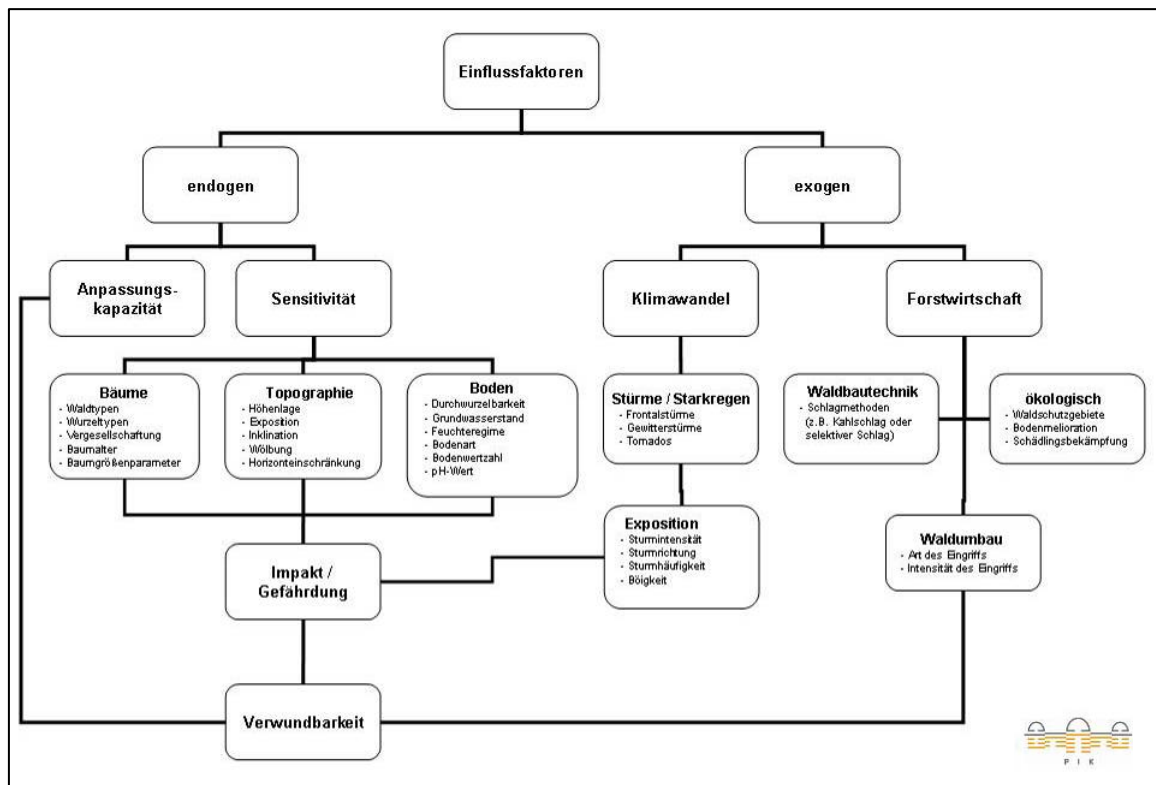 Einflussfaktoren
endogen
exogen
Anpassungs-
kapazität
Sensitivität
Klimawandel
Forstwirtschaft
Bäume
- Waldtypen
- Wurzeltypen
- Vergesellschaftung
- Baumalter
- Baumgrößenparameter
Topographie
- Höhenlage
- Exposition
- Inklination
- Wölbung
- Horizonteinschränkung
Boden
- Durchwurzelbarkeit
- Grundwasserstand
- Feuchteregime
- Bodenart
- Bodenwertzahl
- pH-Wert
Stürme / Starkregen
- Frontalstürme
- Gewitterstürme
- Tornados
Waldbautechnik
- Schlagmethoden
(z.B. Kahlschlag oder
selektiver Schlag)
ökologisch
- Waldschutzgebiete
- Bodenmelioration
- Schädlingsbekämpfung
Exposition
- Sturmintensität
- Sturmrichtung
- Sturmhäufigkeit
- Böigkeit
Waldumbau
- Art des Eingriffs
- Intensität des Eingriffs
Impakt /
Gefährdung
Verwundbarkeit
P I K